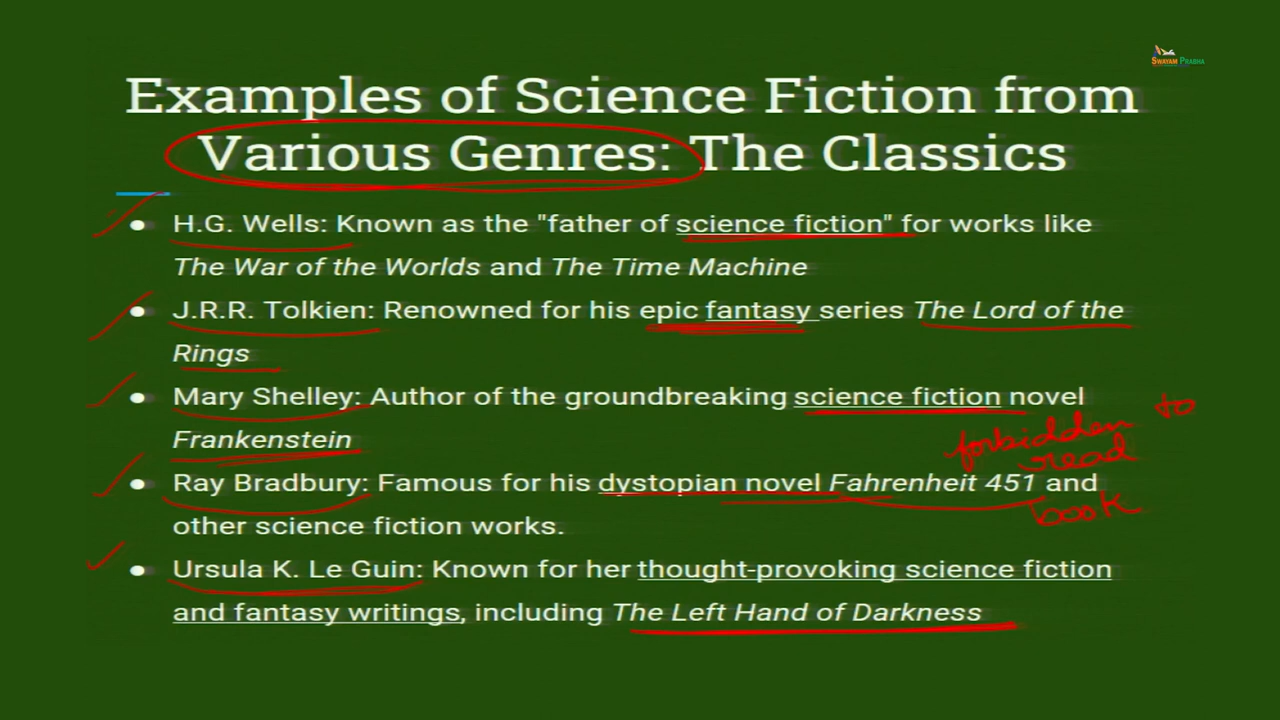 SWAYAM PRABHA
Examples of Science Fiction from
Various Genres: The Classics
● H.G. Wells: Known as the "father of science fiction" for works like
The War of the Worlds and The Time Machine
● J.R.R. Tolkien: Renowned for his epic fantasy series The Lord of the
Rings
● Mary Shelley: Author of the groundbreaking science fiction novel
Frankenstein
forbidden to
read
book
● Ray Bradbury: Famous for his dystopian novel Fahrenheit 451 and
other science fiction works.
● Ursula K. Le Guin: Known for her thought-provoking science fiction
and fantasy writings, including The Left Hand of Darkness